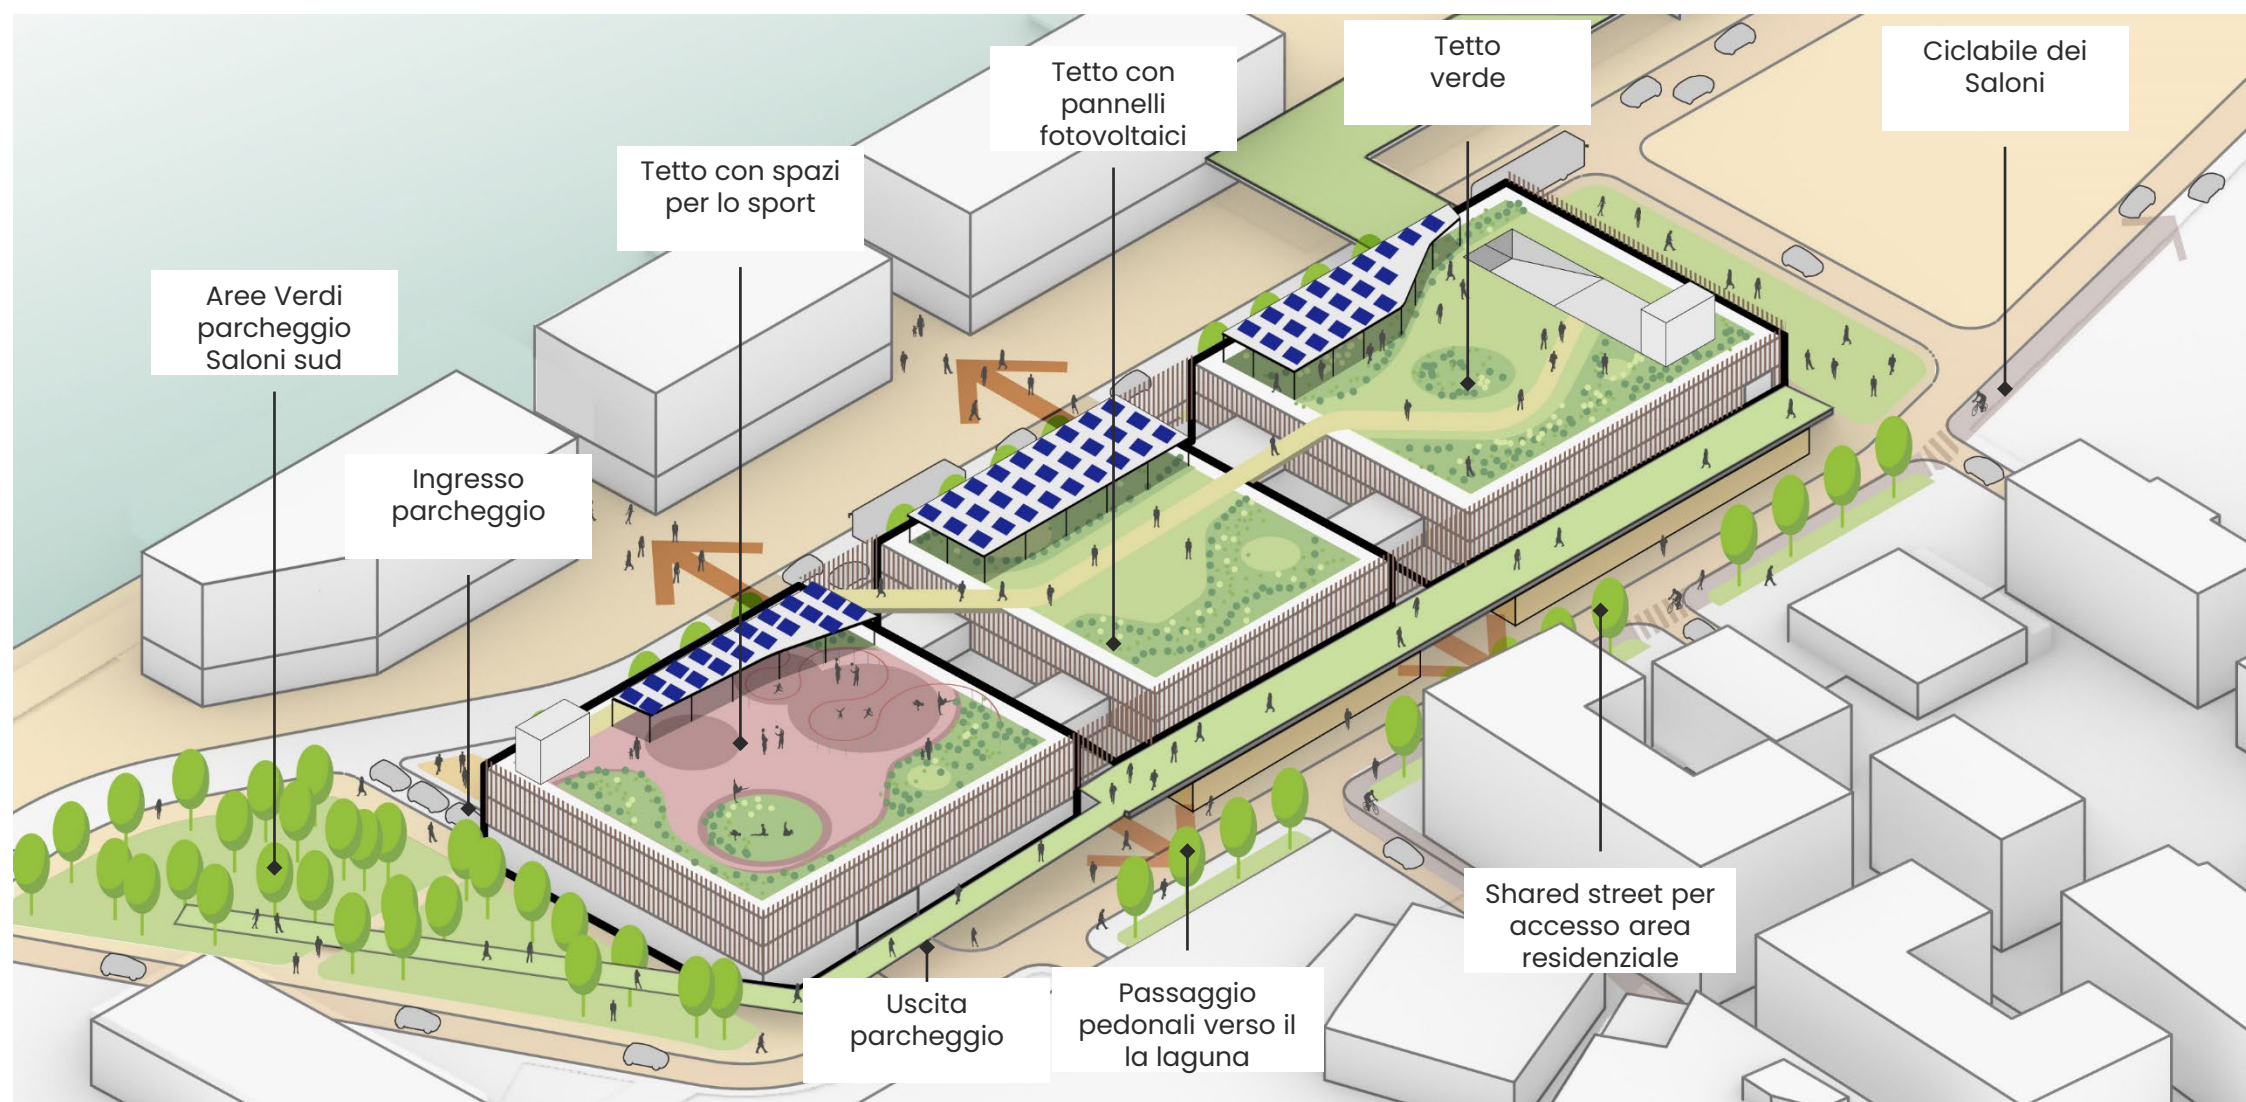 Tetto
verde
Ciclabile dei
Saloni
Tetto con
pannelli
fotovoltaici
Tetto con spazi
per lo sport
Aree Verdi
parcheggio
Saloni sud
Ingresso
parcheggio
Shared street per
accesso area
residenziale
Uscita
parcheggio
Passaggio
pedonali verso il
la laguna